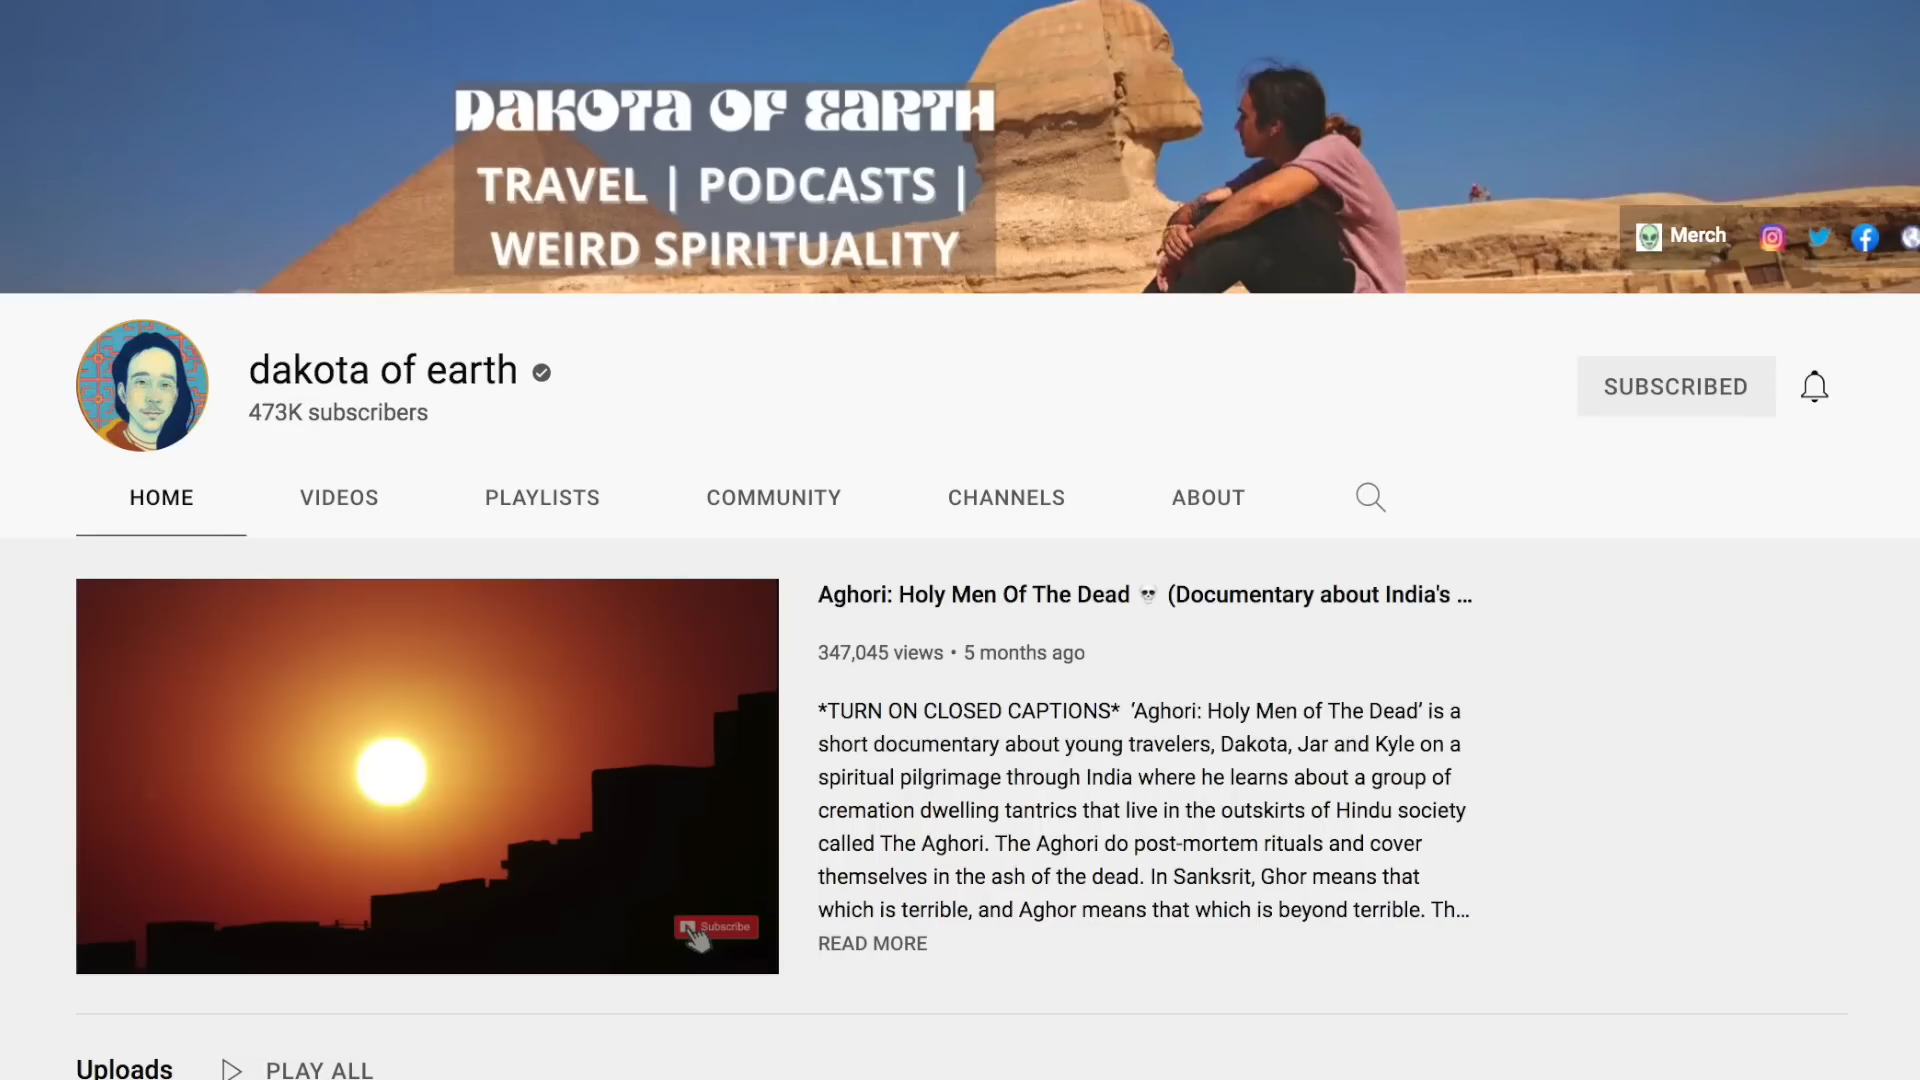 DAKOTA OF EARTH
TRAVEL | PODCASTS |
WEIRD SPIRITUALITY
Merch
dakota of earth
473K subscribers
SUBSCRIBED
HOME
VIDEOS
PLAYLISTS
COMMUNITY
CHANNELS
ABOUT
Aghori: Holy Men Of The Dead 💀 (Documentary about India's ...
347,045 views • 5 months ago
*TURN ON CLOSED CAPTIONS* ‘Aghori: Holy Men of The Dead’ is a
short documentary about young travelers, Dakota, Jar and Kyle on a
spiritual pilgrimage through India where he learns about a group of
cremation dwelling tantrics that live in the outskirts of Hindu society
called The Aghori. The Aghori do post-mortem rituals and cover
themselves in the ash of the dead. In Sanksrit, Ghor means that
which is terrible, and Aghor means that which is beyond terrible. Th...
READ MORE
Subscribe
Uploads
PLAY ALL